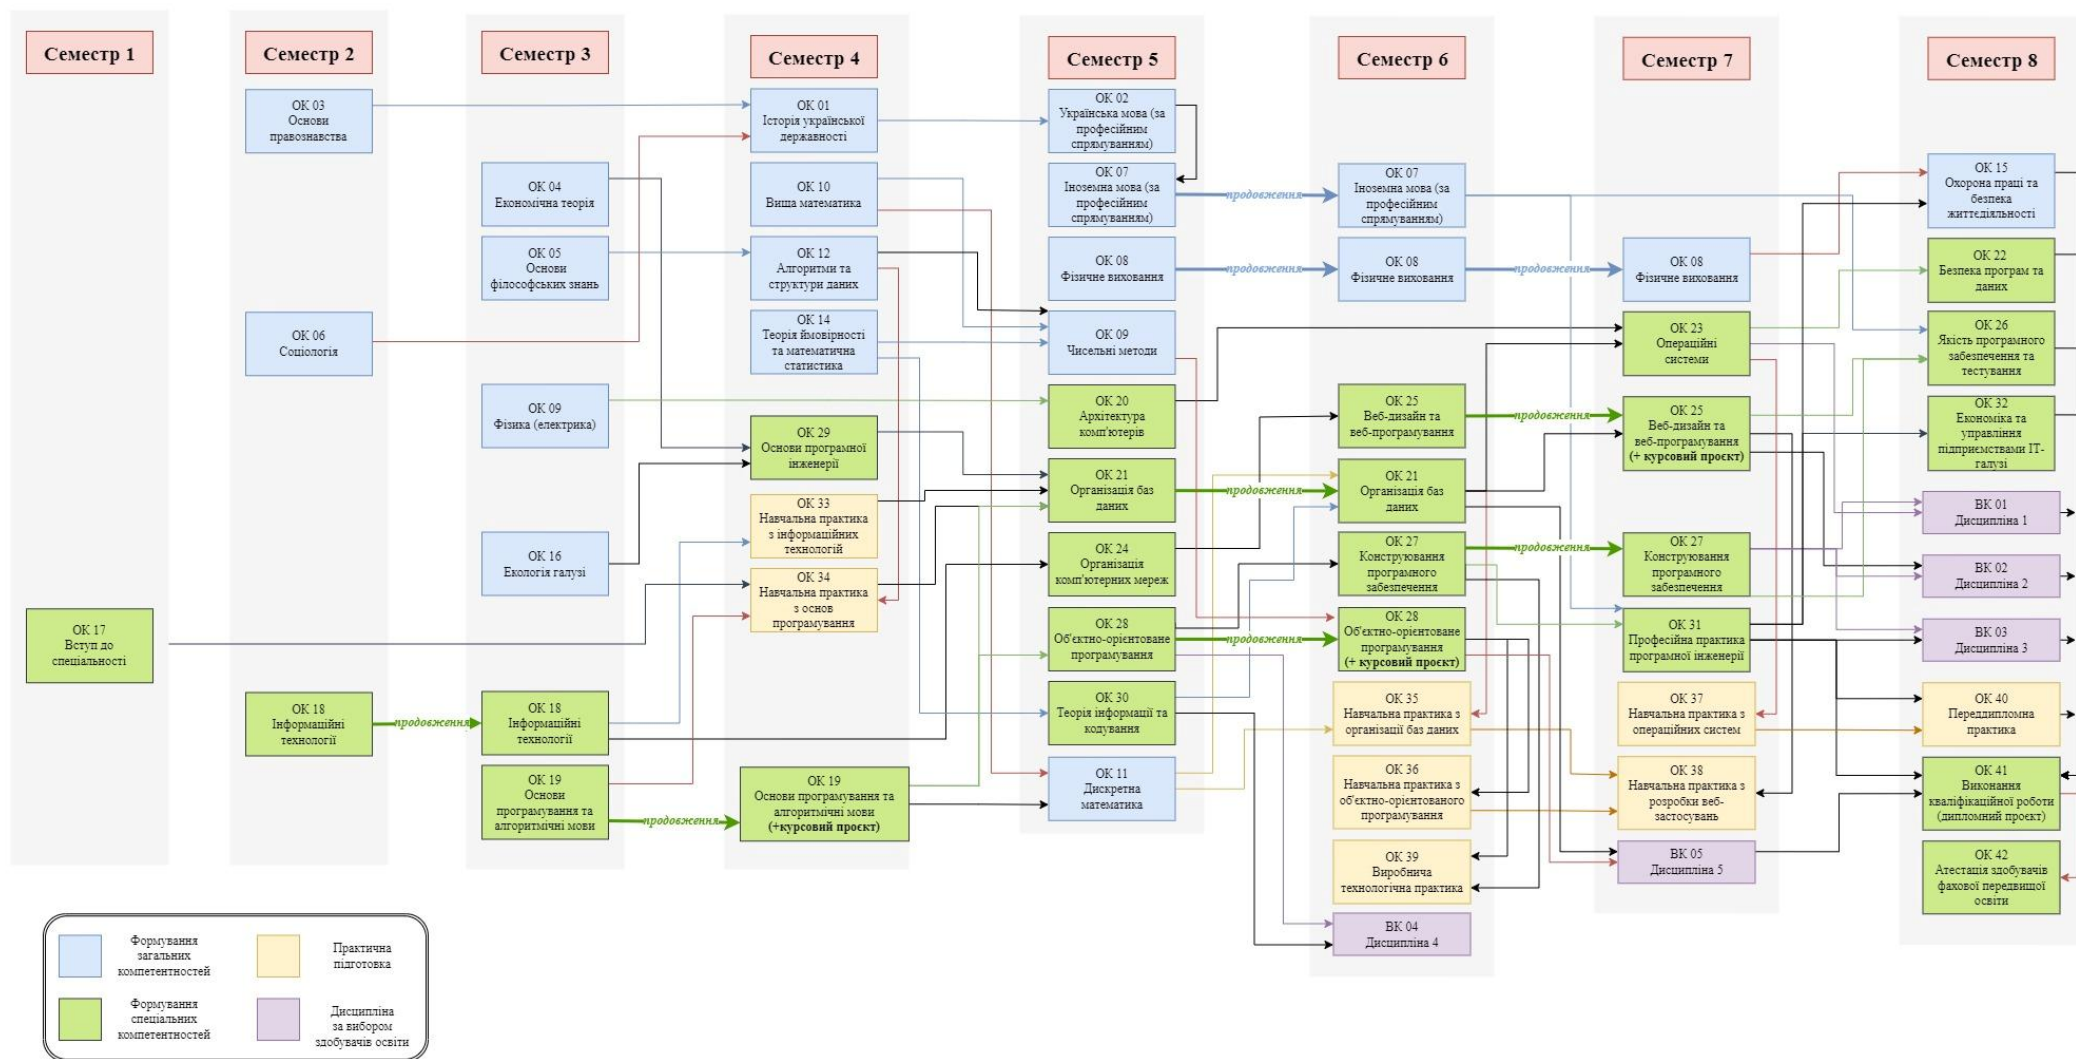 Семестр 1
ОК 17
Вступ до
спеціальності
Семестр 2
ОК 03
Основи
правознавства
ОК 06
Соціологія
ОК 18
Інформаційні
технології
продовження
Семестр 3
ОК 04
Економічна теорія
ОК 05
Основи
філософських знань
ОК 09
Фізика (електрика)
ОК 16
Екологія галузі
ОК 18
Інформаційні
технології
ОК 19
Основи
програмування та
алгоритмічні мови
продовження
Семестр 4
ОК 01
Історія української
державності
ОК 10
Вища математика
ОК 12
Алгоритми та
структури даних
ОК 14
Теорія ймовірності
та математична
статистика
ОК 29
Основи програмної
інженерії
ОК 33
Навчальна практика
з інформаційних
технологій
ОК 34
Навчальна практика
з основ
програмування
ОК 19
Основи програмування та
алгоритмічні мови
(+курсовий проєкт)
Семестр 5
ОК 02
Українська мова (за
професійним
спрямуванням)
ОК 07
Іноземна мова (за
професійним
спрямуванням)
продовження
ОК 08
Фізичне виховання
продовження
ОК 09
Чисельні методи
ОК 20
Архітектура
комп'ютерів
ОК 21
Організація баз
даних
продовження
ОК 24
Організація
комп'ютерних мереж
ОК 28
Об'єктно-орієнтоване
програмування
продовження
ОК 30
Теорія інформації та
кодування
ОК 11
Дискретна
математика
Семестр 6
ОК 07
Іноземна мова (за
професійним
спрямуванням)
ОК 08
Фізичне виховання
продовження
ОК 25
Веб-дизайн та
веб-програмування
продовження
ОК 21
Організація баз
даних
ОК 27
Конструювання
програмного
забезпечення
продовження
ОК 28
Об'єктно-орієнтоване
програмування
(+ курсовий проєкт)
ОК 35
Навчальна практика з
організації баз даних
ОК 36
Навчальна практика з
об'єктно-орієнтованого
програмування
ОК 39
Виробнича
технологічна практика
ВК 04
Дисципліна 4
Семестр 7
ОК 08
Фізичне виховання
ОК 23
Операційні
системи
ОК 25
Веб-дизайн та
веб-програмування
(+ курсовий проєкт)
ОК 27
Конструювання
програмного
забезпечення
ОК 31
Професійна практика
програмної інженерії
ОК 37
Навчальна практика з
операційних систем
ОК 38
Навчальна практика з
розробки веб-
застосувань
ВК 05
Дисципліна 5
Семестр 8
ОК 15
Охорона праці та
безпека
життєдіяльності
ОК 22
Безпека програм та
даних
ОК 26
Якість програмного
забезпечення та
тестування
ОК 32
Економіка та
управління
підприємствами ІТ-
галузі
ВК 01
Дисципліна 1
ВК 02
Дисципліна 2
ВК 03
Дисципліна 3
ОК 40
Переддипломна
практика
ОК 41
Виконання
кваліфікаційної роботи
(дипломний проєкт)
ОК 42
Атестація здобувачів
фахової передвищої
освіти
Формування
загальних
компетентностей
Практична
підготовка
Формування
спеціальних
компетентностей
Дисципліна
за вибором
здобувачів освіти